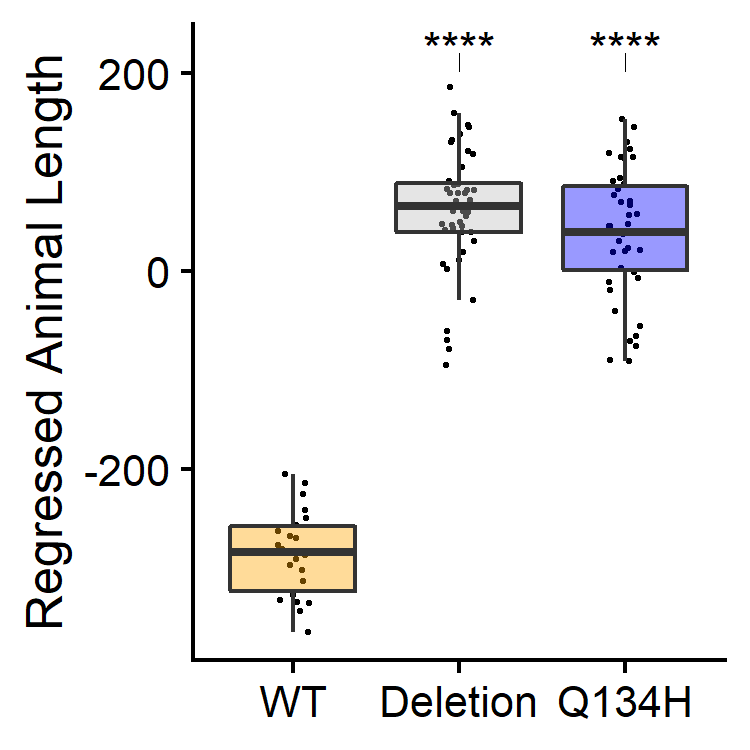 Regressed Animal Length
**** ****
200
0
-200
WT Deletion Q134H